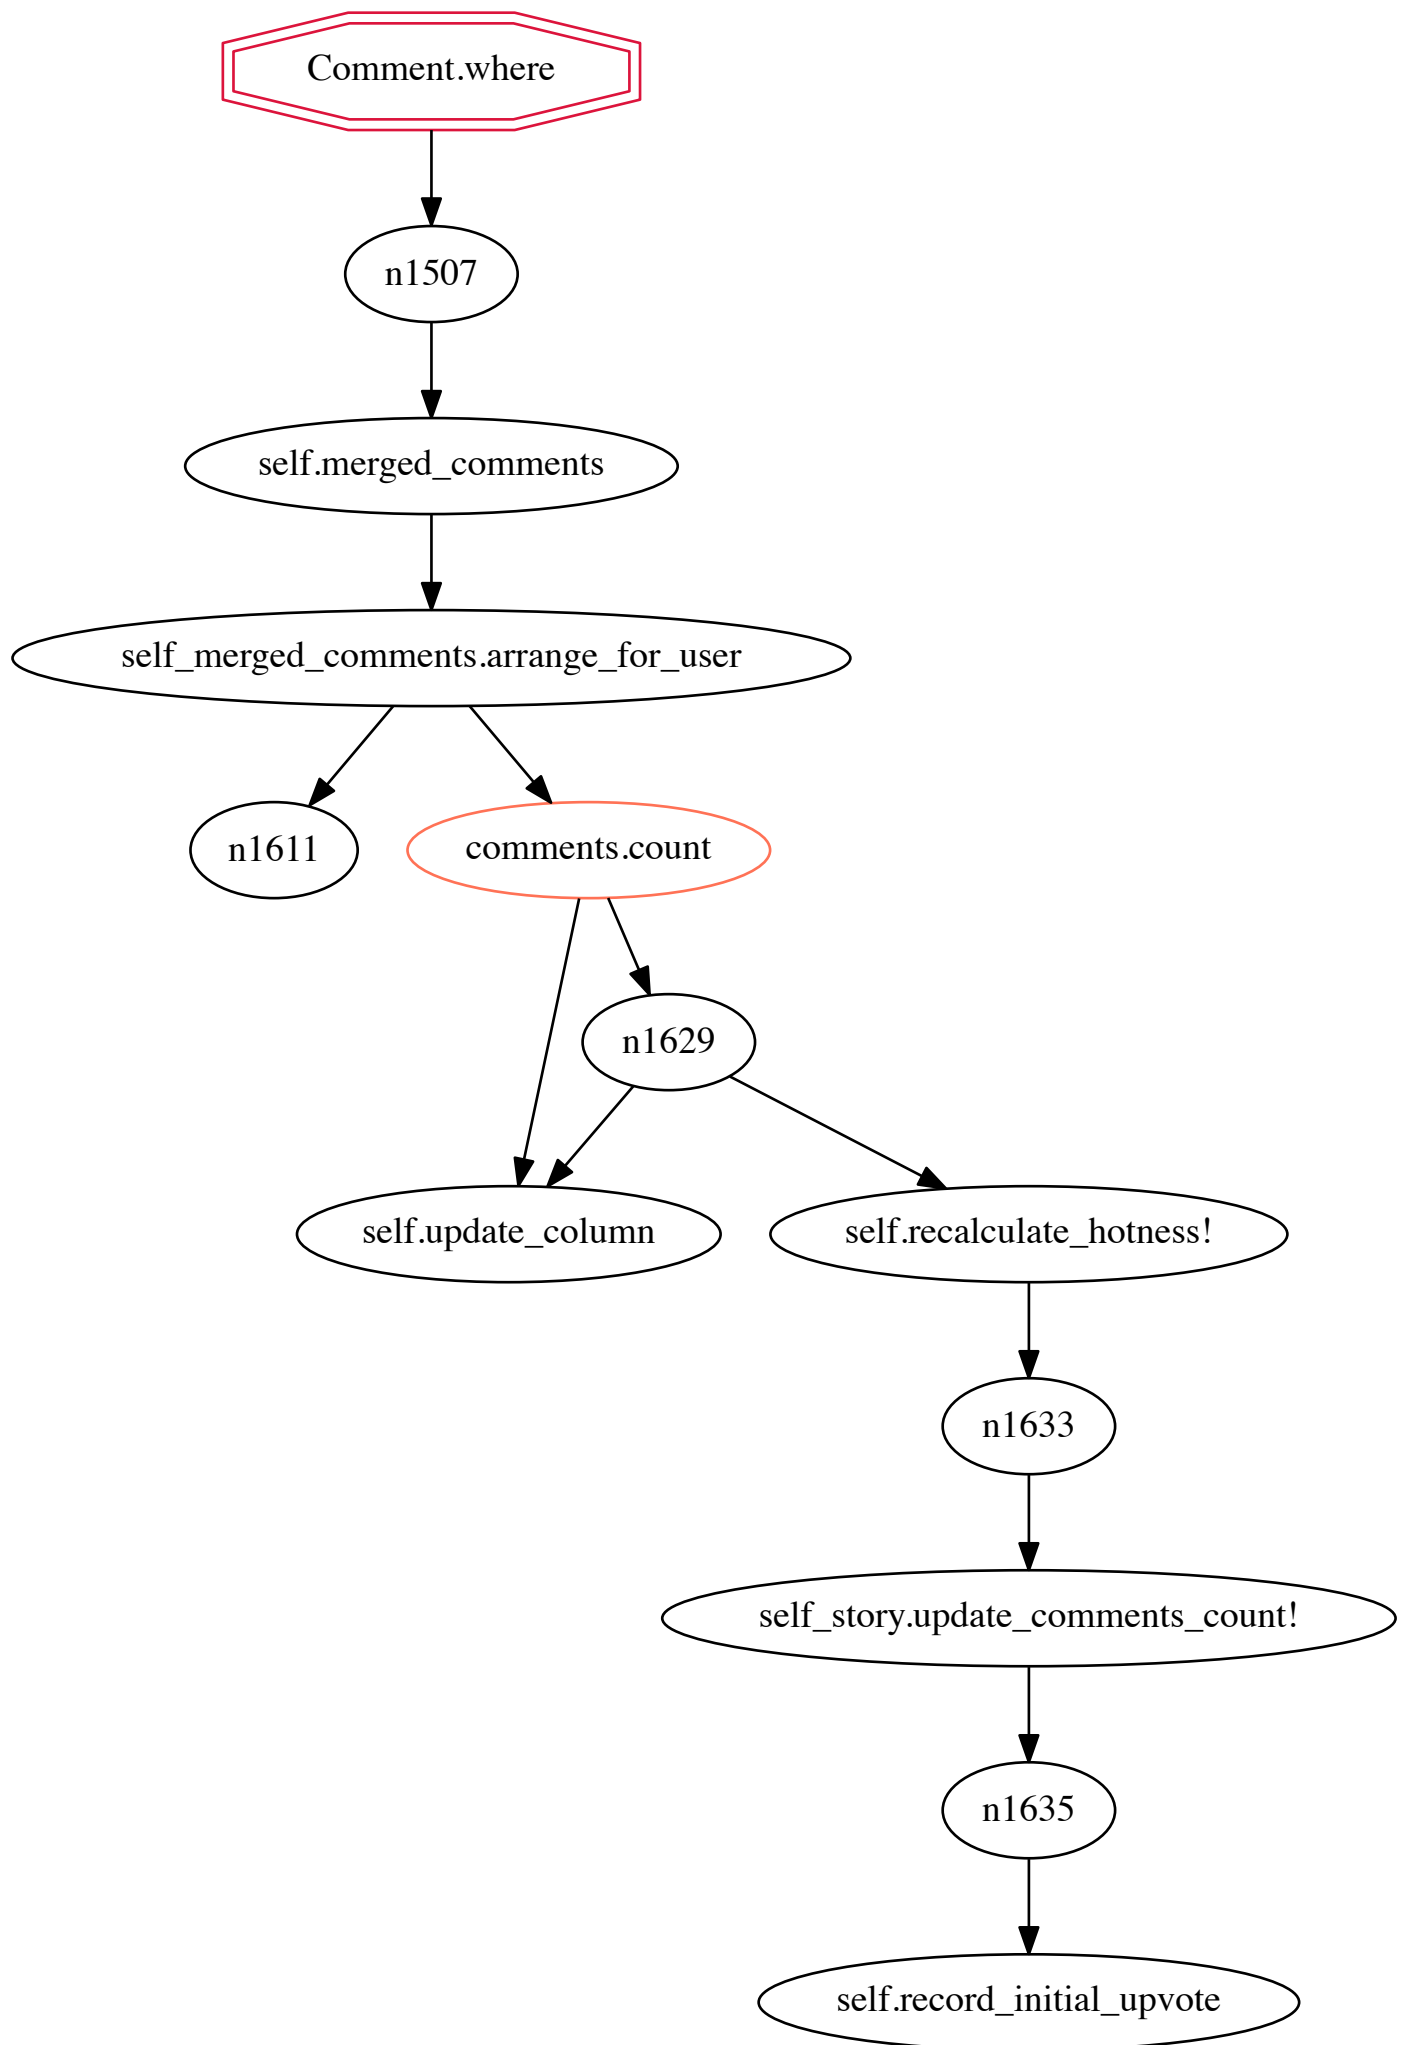 Comment.where
n1507
self.merged_comments
self_merged_comments.arrange_for_user
n1611
comments.count
n1629
self.update_column
self.recalculate_hotness!
n1633
self_story.update_comments_count!
n1635
self.record_initial_upvote